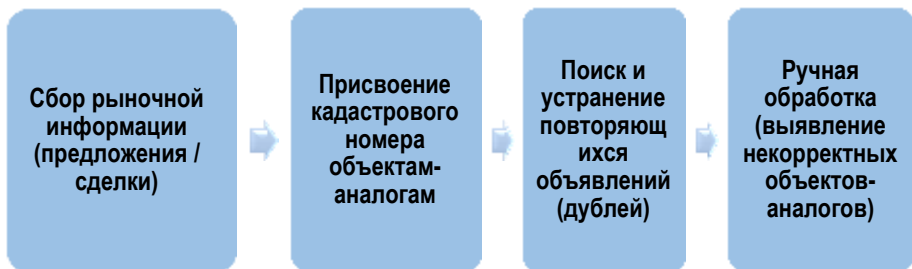 Сбор рыночной
информации
(предложения /
сделки)
Присвоение
кадастрового
номера
объектам-
аналогам
Поиск и
устранение
повторяющ
ихся
объявлений
(дублей)
Ручная
обработка
(выявление
некорректных
объектов-
аналогов)